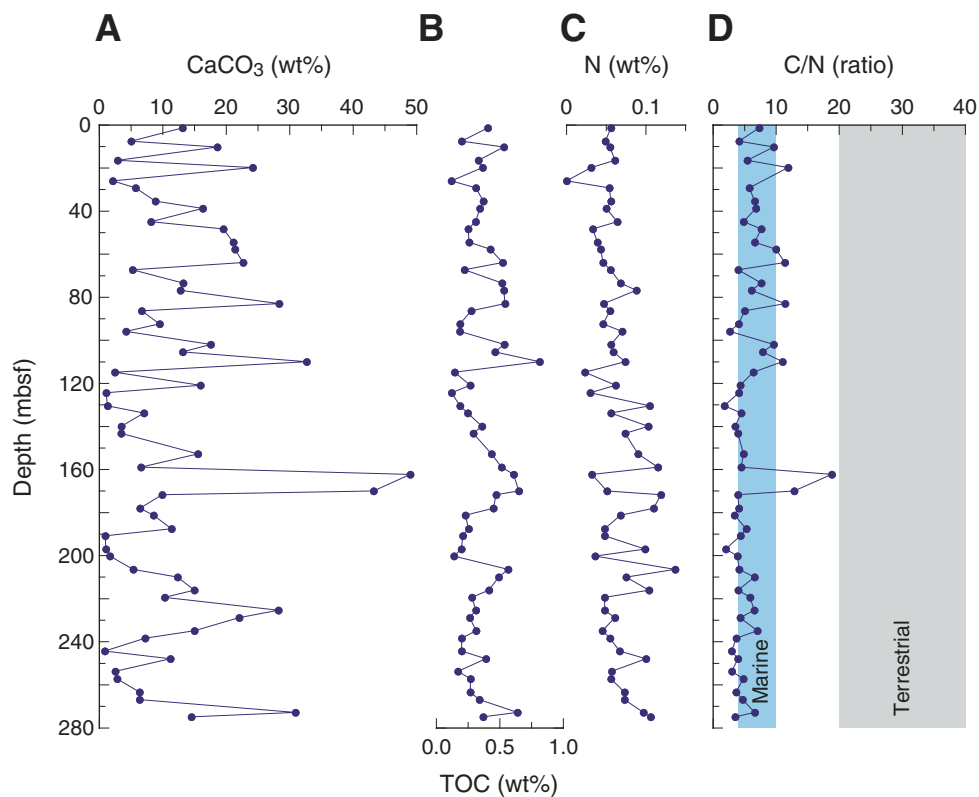 A B C D
CaCO3 (wt%) N (wt%) C/N (ratio)
0 10 20 30 40 50 0 0.1 0 10 20 30 40
0
40
80
120
160
200
240
280
Depth (mbsf)
Marine
Terrestrial
0.0 0.5 1.0
TOC (wt%)